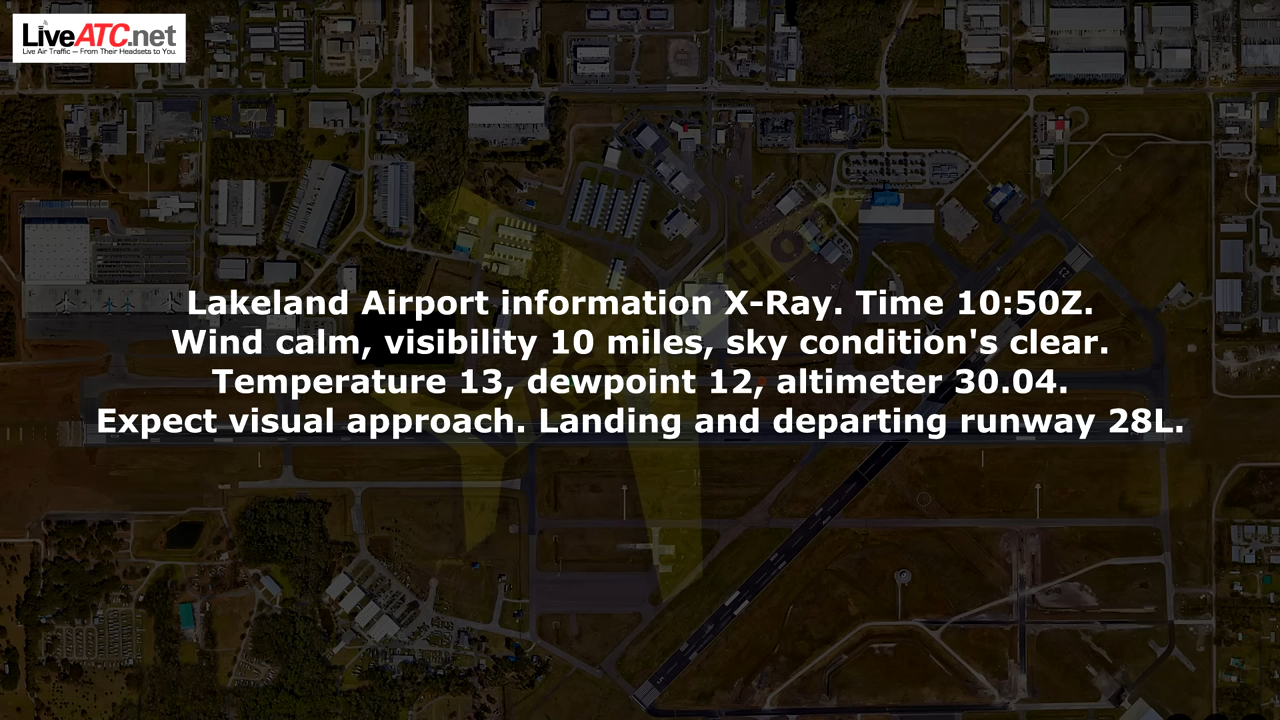 LiveATC.net
Live Air Traffic — From Their Headsets to You.
Lakeland Airport information X-Ray. Time 10:50Z.
Wind calm, visibility 10 miles, sky condition's clear.
Temperature 13, dewpoint 12, altimeter 30.04.
Expect visual approach. Landing and departing runway 28L.